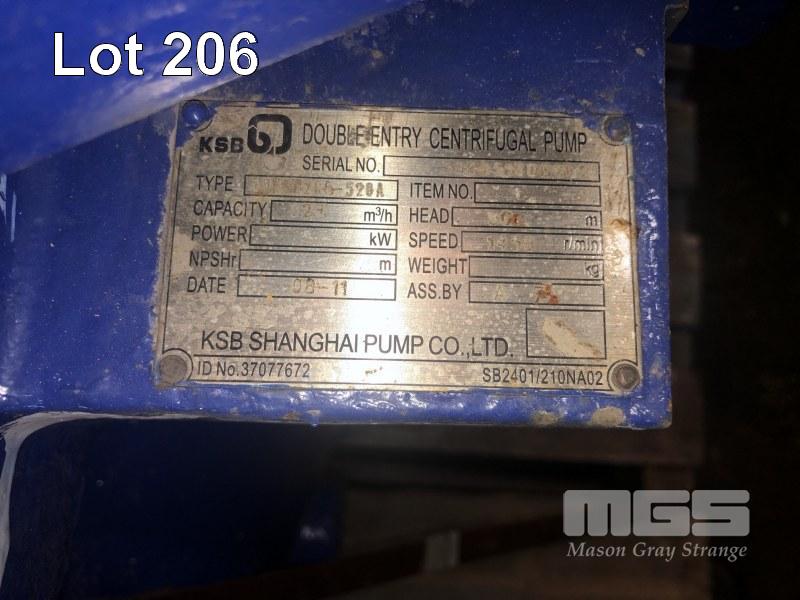 Lot 206
KSB DOUBLE ENTRY CENTRIFUGAL PUMP
SERIAL NO.
TYPE ITEM NO.
CAPACITY m³/h HEAD m
POWER kW SPEED r/min
NPSHr m WEIGHT kg
DATE 08-11 ASS.BY
KSB SHANGHAI PUMP CO.,LTD.
ID No.37077672 SB2401/210NA02
MGS
Mason Gray Strange